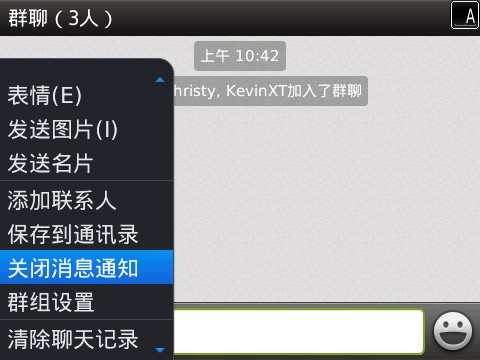 群聊（3人）
A
上午 10:42
hristy, KevinXT加入了群聊
表情(E)
发送图片(I)
发送名片
添加联系人
保存到通讯录
关闭消息通知
群组设置
清除聊天记录